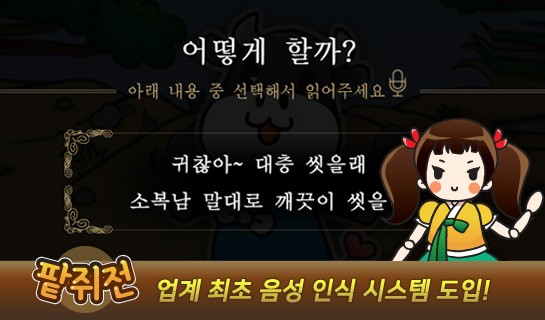 어떻게 할까?
아래 내용 중 선택해서 읽어주세요
귀찮아~ 대충 씻을래
소복남 말대로 깨끗이 씻을
팥쥐전
업계 최초 음성 인식 시스템 도입!